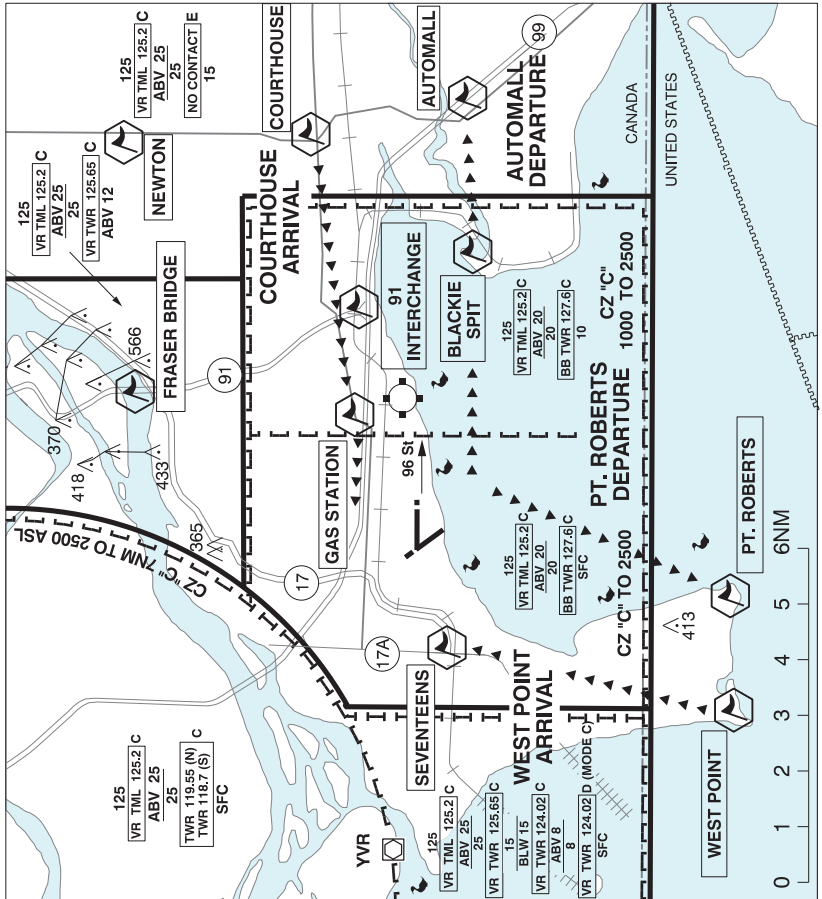 125
VR TML 125.2 C
ABV 25
25
NO CONTACT E
15
COURTHOUSE
AUTOMALL
99
NEWTON
125
VR TML 125.2 C
ABV 25
25
VR TWR 125.65 C
ABV 12
COURTHOUSE
ARRIVAL
AUTOMALL
DEPARTURE
CANADA
UNITED STATES
FRASER BRIDGE
566
370
418
433
365
91
91
INTERCHANGE
BLACKIE
SPIT
125
VR TML 125.2 C
ABV 20
20
BB TWR 127.6 C
10
CZ "C"
1000 TO 2500
GAS STATION
96 St
PT. ROBERTS
DEPARTURE
CZ "C" 7NM TO 2500 ASL
17
125
VR TML 125.2 C
ABV 20
20
BB TWR 127.6 C
SFC
CZ "C" TO 2500
PT. ROBERTS
413
17A
SEVENTEENS
WEST POINT
ARRIVAL
WEST POINT
125
VR TML 125.2 C
ABV 25
25
TWR 119.55 (N) C
TWR 118.7 (S)
SFC
YVR
125
VR TML 125.2 C
ABV 25
25
VR TWR 125.65 C
15
BLW 15
VR TWR 124.02 C
ABV 8
8
VR TWR 124.02 D (MODE C)
SFC
0 1 2 3 4 5 6NM